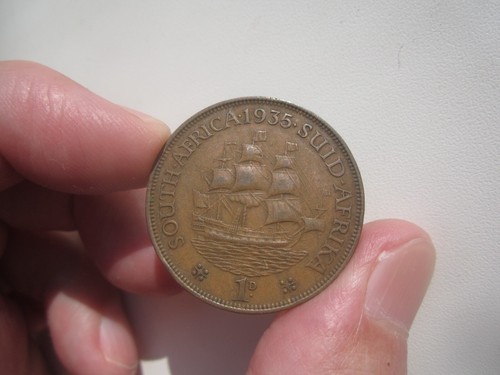 SOUTH AFRICA 1935 · SUID AFRIKA
1D